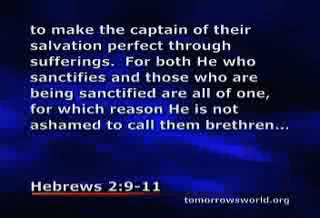 to make the captain of their
salvation perfect through
sufferings.  For both He who
sanctifies and those who are
being sanctified are all of one,
for which reason He is not
ashamed to call them brethren...
Hebrews 2:9-11
tomorrowsworld.org